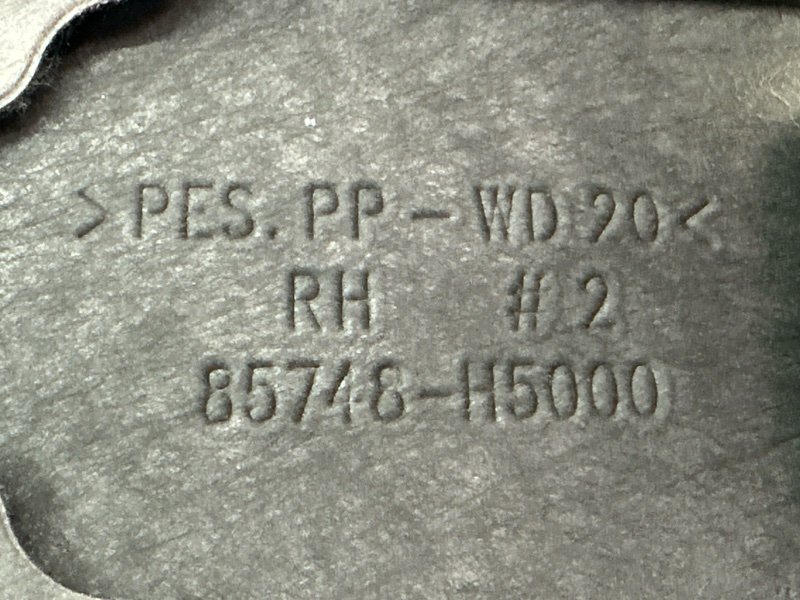 >PES. PP-WD 20<
RH #2
85748-H5000